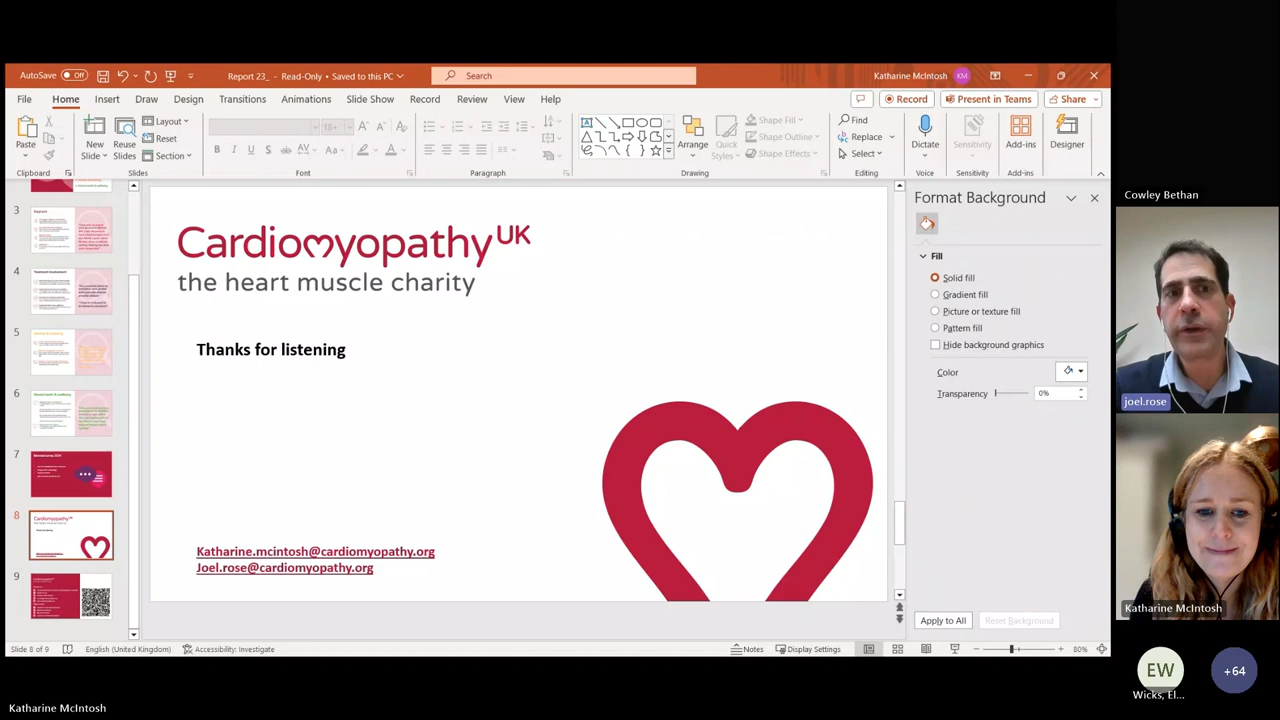 AutoSave Off
Report 23_ - Read-Only • Saved to this PC
Search
Katharine McIntosh KM
File Home Insert Draw Design Transitions Animations Slide Show Record Review View Help
Record Present in Teams Share
Paste
Clipboard
New Slide
Reuse Slides
Layout
Reset
Section
Slides
18+
B I U S ab AV Aa
Font
Paragraph
Arrange
Quick Styles
Shape Fill
Shape Outline
Shape Effects
Drawing
Find
Replace
Select
Editing
Dictate
Voice
Sensitivity
Sensitivity
Add-ins
Add-ins
Designer
3
4
5
6
7
8
9
Cardiomyopathy UK
the heart muscle charity
Thanks for listening
Katharine.mcintosh@cardiomyopathy.org
Joel.rose@cardiomyopathy.org
Format Background
Fill
Solid fill
Gradient fill
Picture or texture fill
Pattern fill
Hide background graphics
Color
Transparency 0%
Apply to All Reset Background
Slide 8 of 9 English (United Kingdom) Accessibility: Investigate
Notes Display Settings 80%
Cowley Bethan
joel.rose
Katharine McIntosh
EW
Wicks, El...
+64
Katharine McIntosh